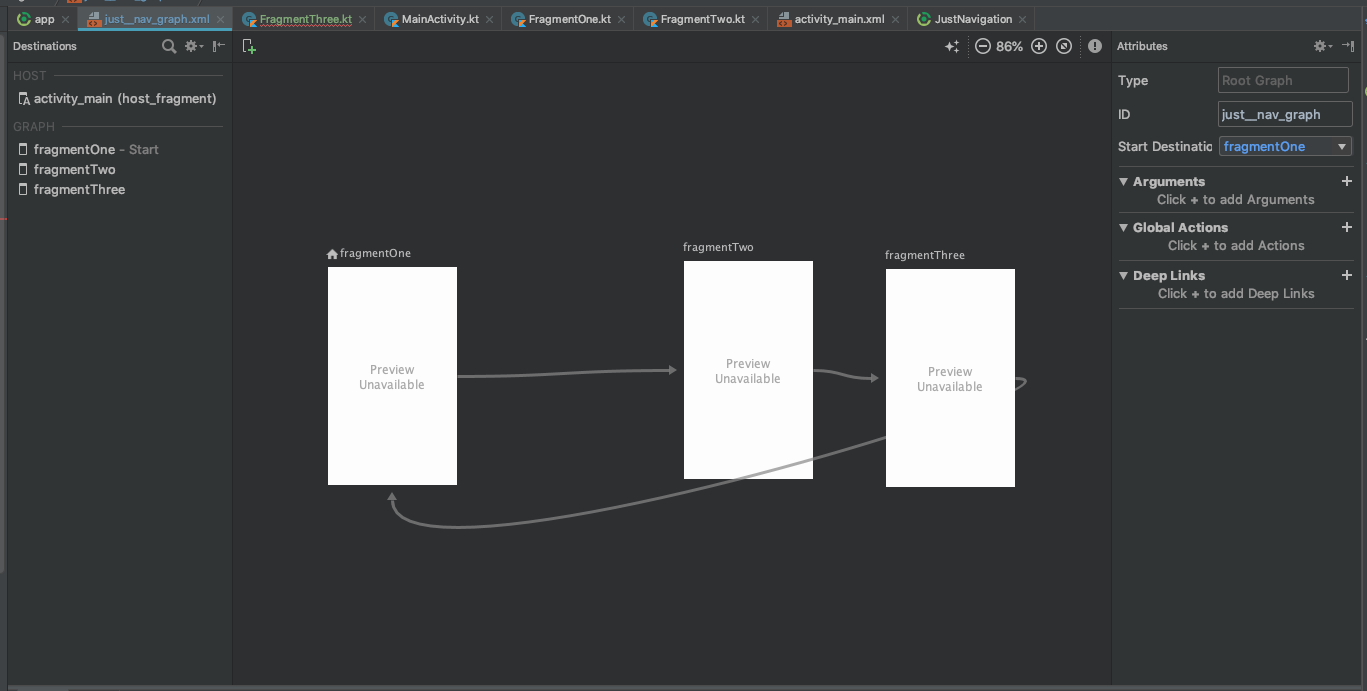 app
just__nav_graph.xml
FragmentThree.kt
MainActivity.kt
FragmentOne.kt
FragmentTwo.kt
activity_main.xml
JustNavigation
Destinations
86%
Attributes
HOST
activity_main (host_fragment)
GRAPH
fragmentOne - Start
fragmentTwo
fragmentThree
fragmentOne
Preview
Unavailable
fragmentTwo
Preview
Unavailable
fragmentThree
Preview
Unavailable
Type Root Graph
ID just__nav_graph
Start Destinatio fragmentOne
Arguments
Click + to add Arguments
Global Actions
Click + to add Actions
Deep Links
Click + to add Deep Links